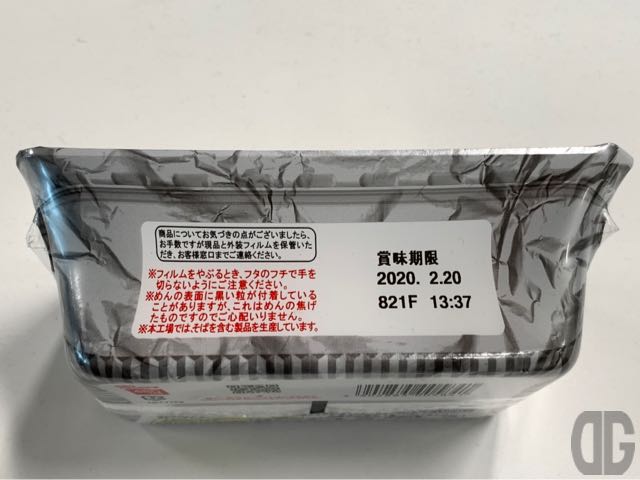 商品についてお気づきの点がございましたら、
お手数ですが現品と外装フィルムを保管いた
だき、お客様窓口までご連絡ください。
※フィルムをやぶるとき、フタのフチで手を
切らないようにご注意ください。
※めんの表面に黒い粒が付着している
ことがありますが、これはめんの焦げ
たものですのでご心配いりません。
※本工場では、そばを含む製品を生産しています。
賞味期限
2020. 2.20
821F 13:37
DG